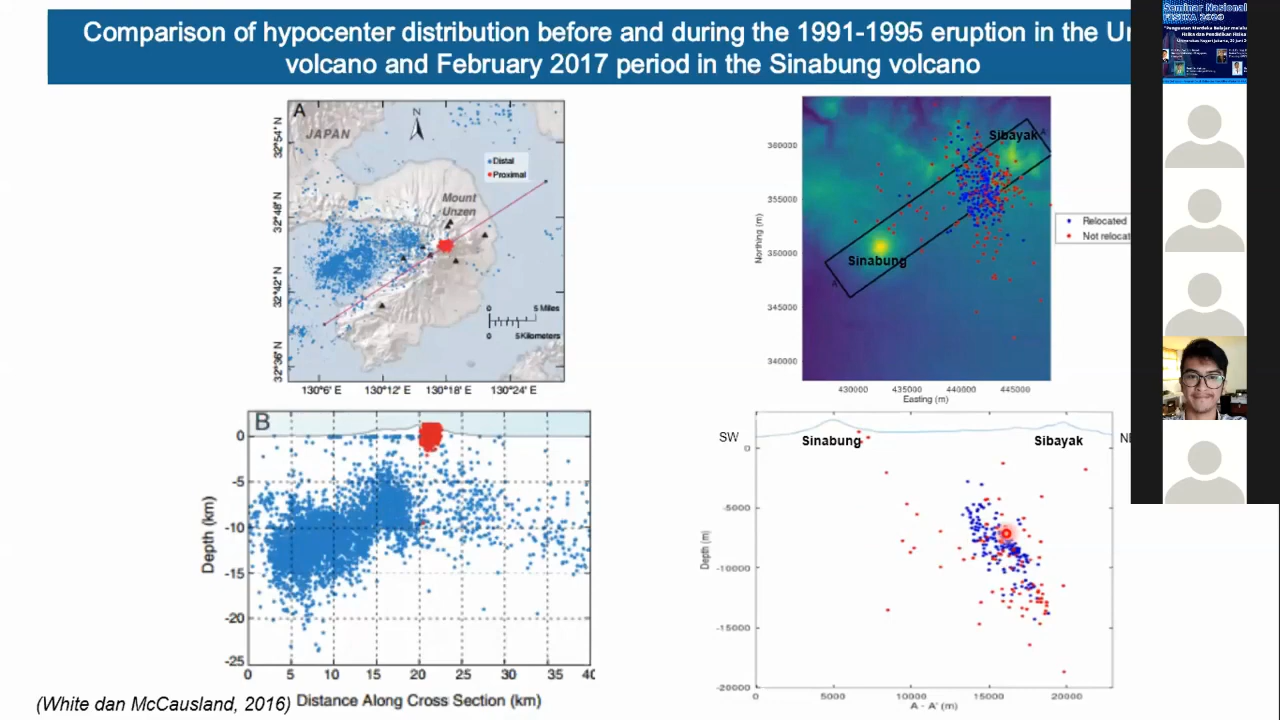 Comparison of hypocenter distribution before and during the 1991-1995 eruption in the Un
volcano and February 2017 period in the Sinabung volcano
Seminar Nasional
FISIKA 2020
A
JAPAN
N
Distal
Proximal
Mount
Unzen
0 5 Miles
0 5 Kilometers
32°54' N
32°48' N
32°42' N
32°36' N
130°6' E 130°12' E 130°18' E 130°24' E
Sibayak
A'
Sinabung
A
360000
355000
350000
345000
340000
Northing (m)
430000 435000 440000 445000
Easting (m)
Relocated
Not relocat
B
0
-5
-10
-15
-20
-25
Depth (km)
0 5 10 15 20 25 30 35 40
Distance Along Cross Section (km)
(White dan McCausland, 2016)
SW
Sinabung
Sibayak
0
-5000
-10000
-15000
-20000
Depth (m)
0 5000 10000 15000 20000
A - A' (m)